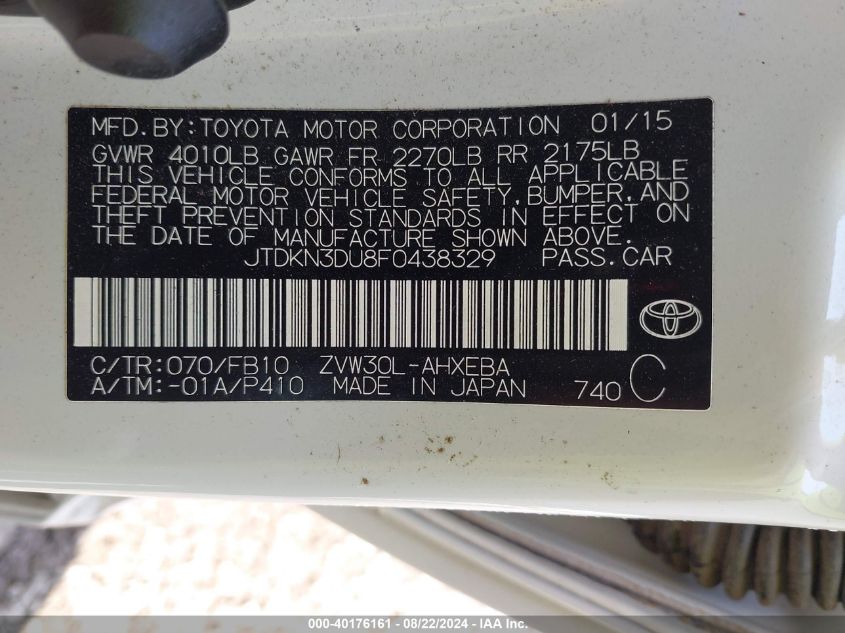 MFD.BY:TOYOTA MOTOR CORPORATION 01/15
GVWR 4010LB GAWR FR 2270LB RR 2175LB
THIS VEHICLE CONFORMS TO ALL APPLICABLE
FEDERAL MOTOR VEHICLE SAFETY,BUMPER,AND
THEFT PREVENTION STANDARDS IN EFFECT ON
THE DATE OF MANUFACTURE SHOWN ABOVE.
JTDKN3DU8F0438329 PASS.CAR
C/TR:070/FB10 ZVW30L-AHXEBA
A/TM:-01A/P410 MADE IN JAPAN 740 C
000-40176161 - 08/22/2024 - IAA Inc.